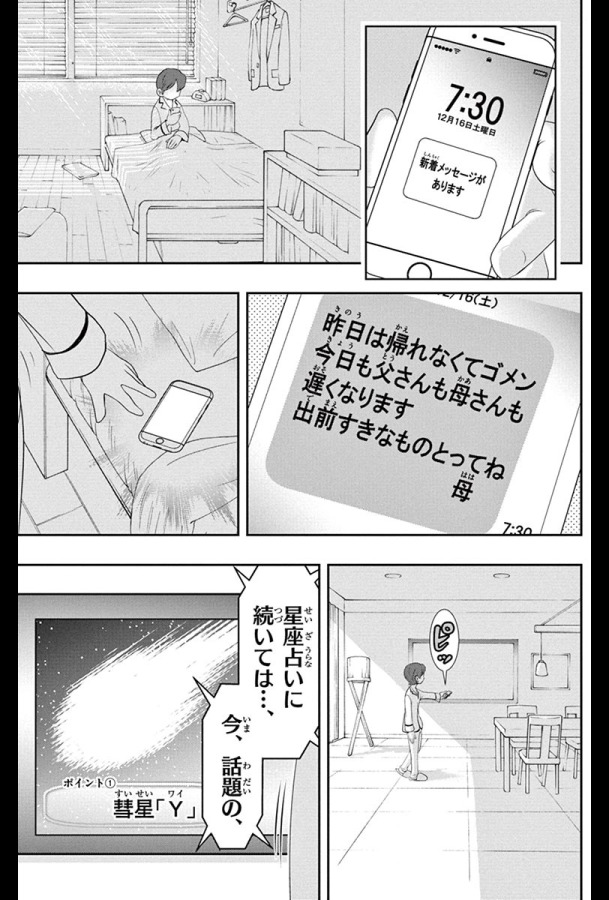 7:30
12月16日土曜日
新着メッセージが
あります
2/16(土)
昨日は帰れなくてゴメン
今日も父さんも母さんも
遅くなります
出前すきなものとってね
母
7:30
ピッ
星座占いに
続いては…、
今、話題の、
ポイント①
彗星「Y」